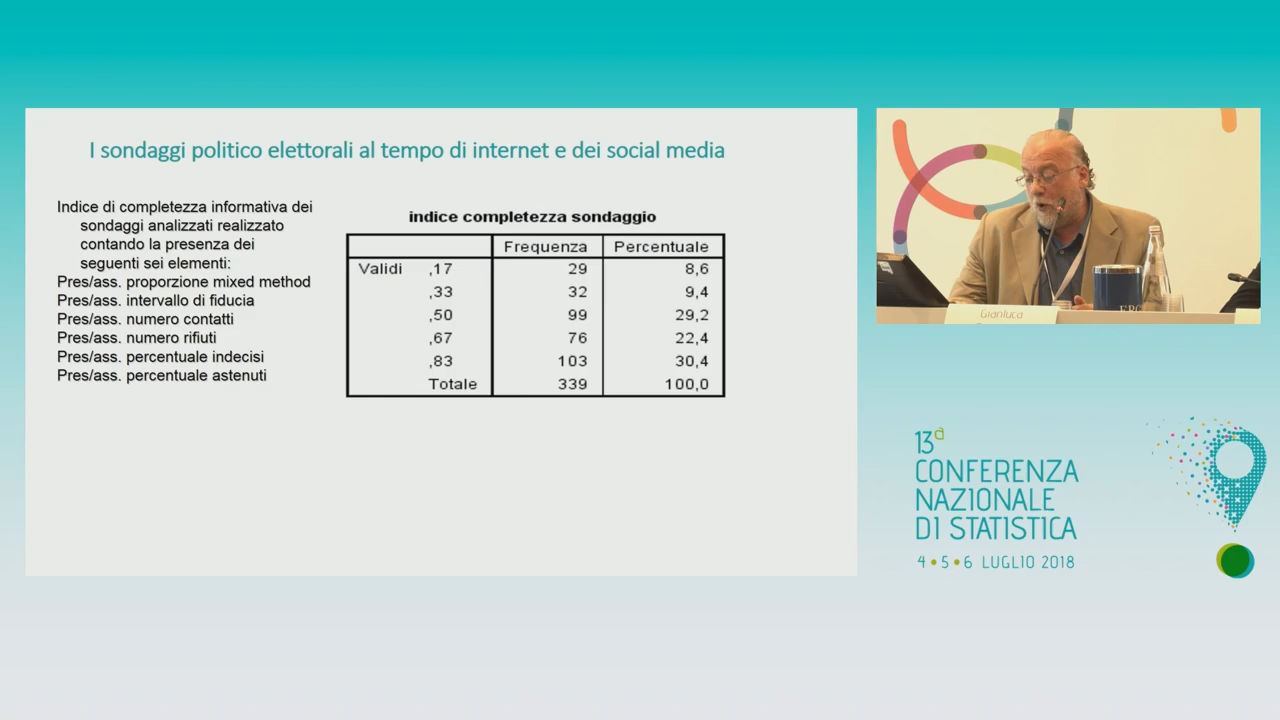 I sondaggi politico elettorali al tempo di internet e dei social media
Indice di completezza informativa dei
sondaggi analizzati realizzato
contando la presenza dei
seguenti sei elementi:
Pres/ass. proporzione mixed method
Pres/ass. intervallo di fiducia
Pres/ass. numero contatti
Pres/ass. numero rifiuti
Pres/ass. percentuale indecisi
Pres/ass. percentuale astenuti
indice completezza sondaggio
Frequenza Percentuale
Validi ,17 29 8,6
,33 32 9,4
,50 99 29,2
,67 76 22,4
,83 103 30,4
Totale 339 100,0
Gianluca
13ª
CONFERENZA
NAZIONALE
DI STATISTICA
4 • 5 • 6 LUGLIO 2018